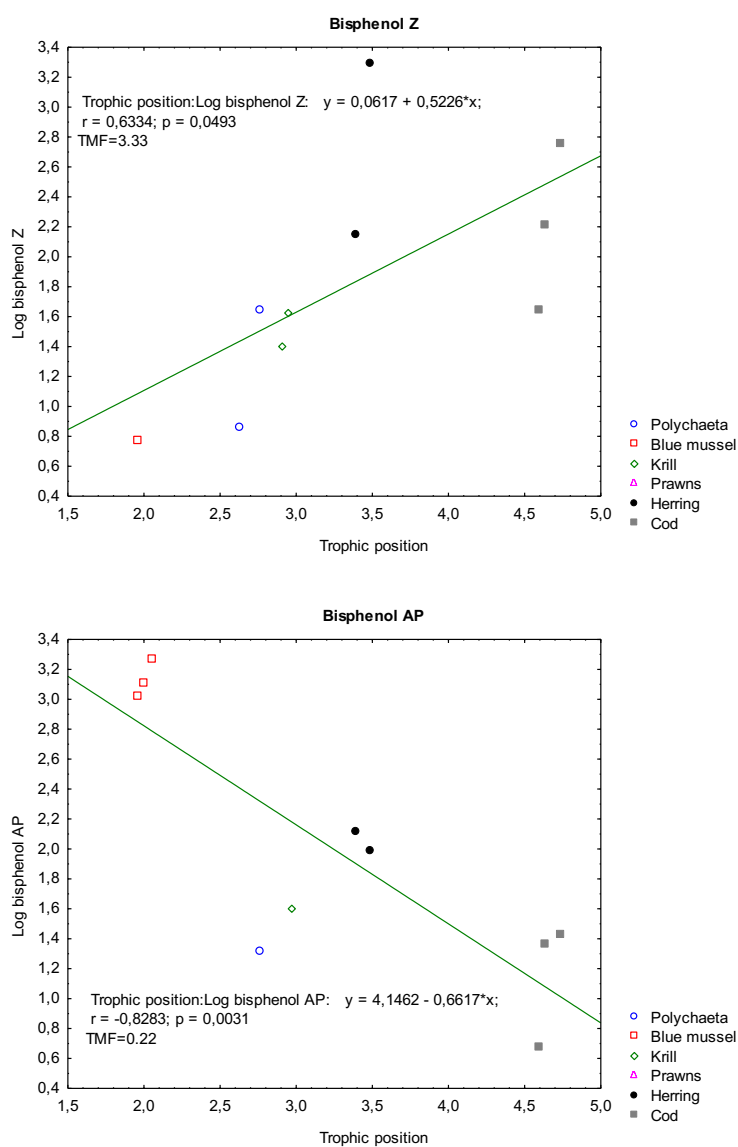 Bisphenol Z
3,4
3,2
3,0
2,8
2,6
2,4
2,2
2,0
1,8
1,6
1,4
1,2
1,0
0,8
0,6
0,4
Log bisphenol Z
Trophic position:Log bisphenol Z: y = 0,0617 + 0,5226*x;
r = 0,6334; p = 0,0493
TMF=3.33
1,5 2,0 2,5 3,0 3,5 4,0 4,5 5,0
Trophic position
Polychaeta
Blue mussel
Krill
Prawns
Herring
Cod
Bisphenol AP
3,4
3,2
3,0
2,8
2,6
2,4
2,2
2,0
1,8
1,6
1,4
1,2
1,0
0,8
0,6
0,4
Log bisphenol AP
Trophic position:Log bisphenol AP: y = 4,1462 - 0,6617*x;
r = -0,8283; p = 0,0031
TMF=0.22
1,5 2,0 2,5 3,0 3,5 4,0 4,5 5,0
Trophic position
Polychaeta
Blue mussel
Krill
Prawns
Herring
Cod